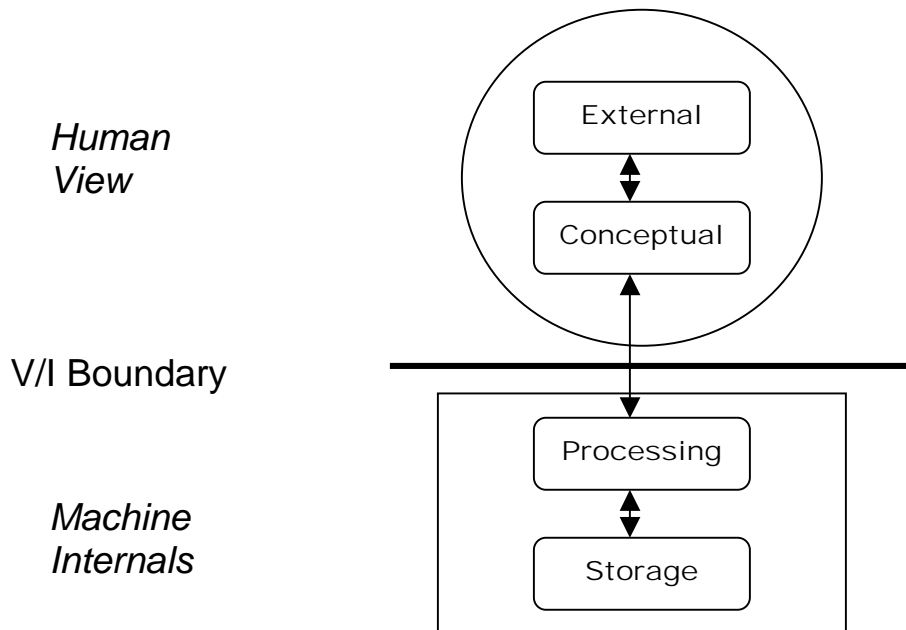 External
Human
View
Conceptual
V/I Boundary
Processing
Machine
Internals
Storage